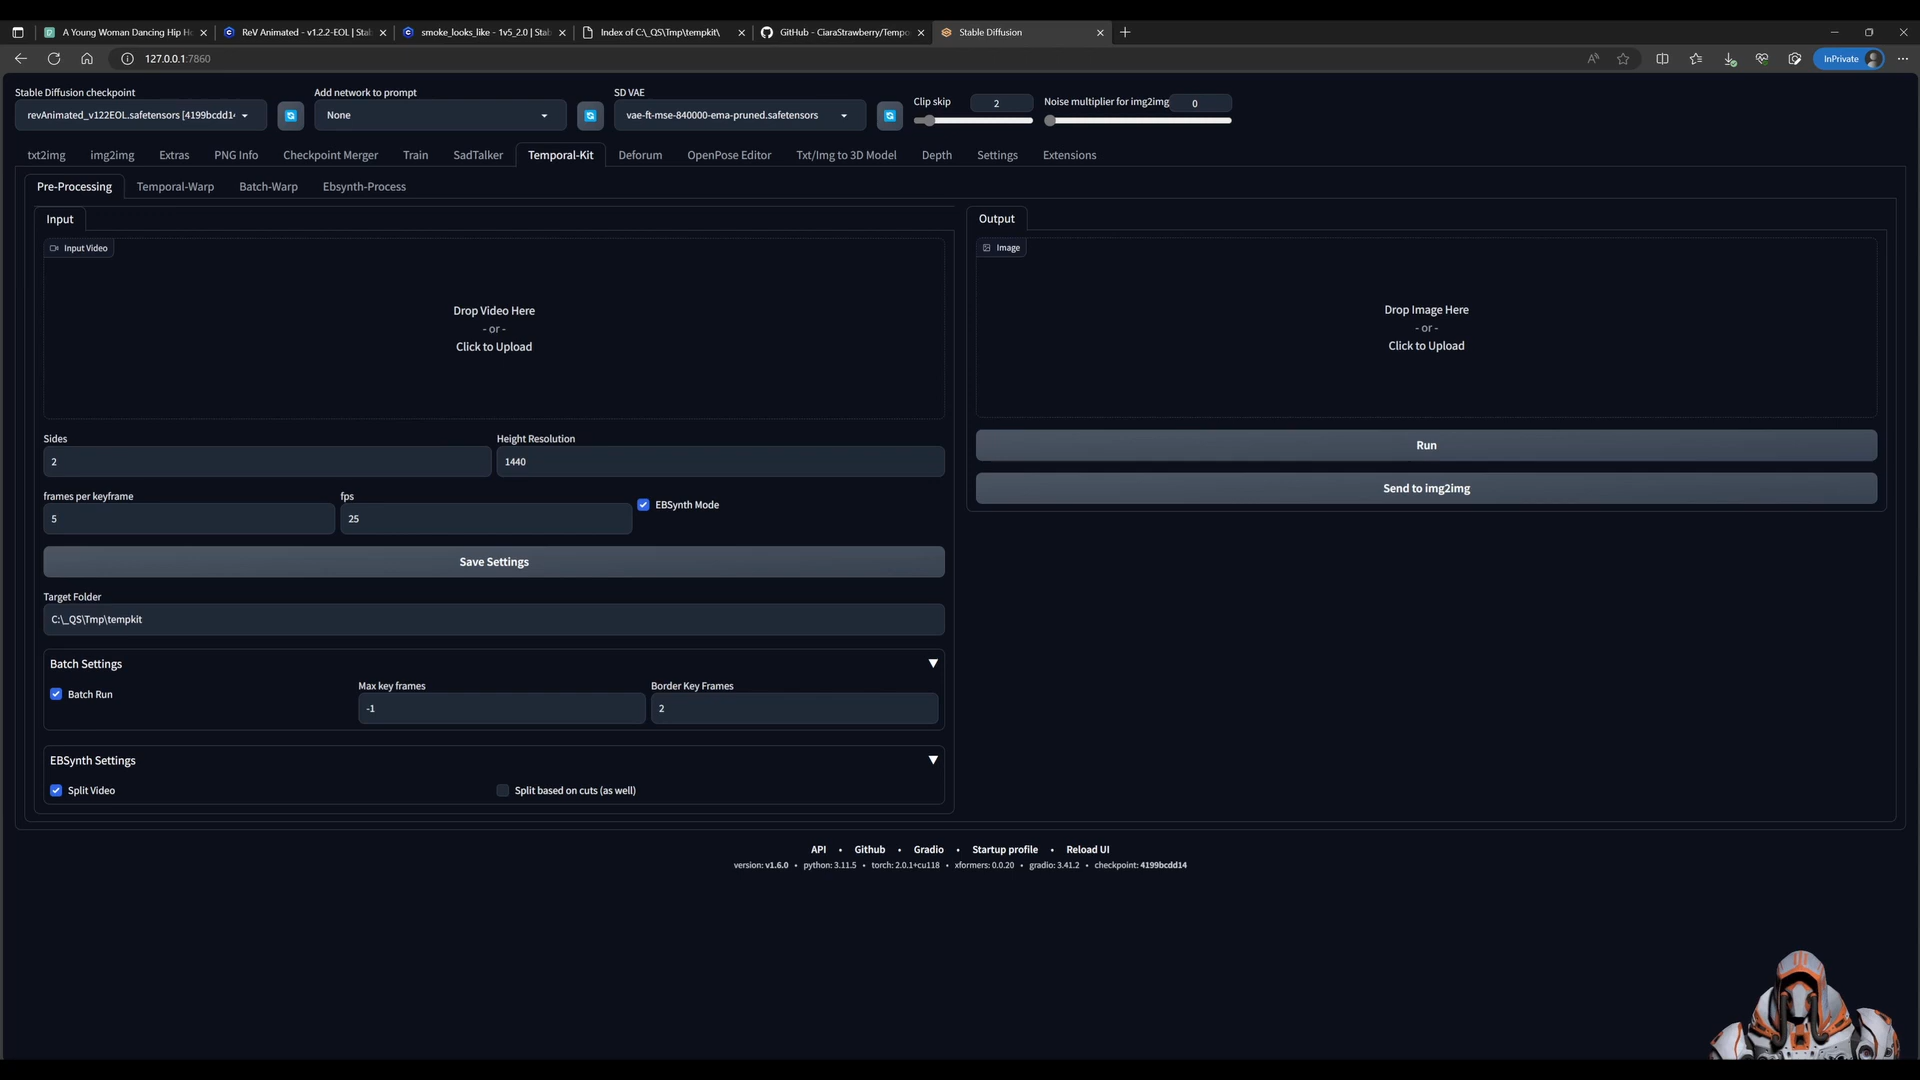 A Young Woman Dancing Hip H
ReV Animated - v1.2.2-EOL | Stab
smoke_looks_like - 1v5_2.0 | Stab
Index of C:\_QS\Tmp\tempkit\
GitHub - CiaraStrawberry/Tempo
Stable Diffusion
127.0.0.1:7860
InPrivate
Stable Diffusion checkpoint
Add network to prompt
SD VAE
Clip skip
2
Noise multiplier for img2img
0
revAnimated_v122EOL.safetensors [4199bcdd14
None
vae-ft-mse-840000-ema-pruned.safetensors
txt2img
img2img
Extras
PNG Info
Checkpoint Merger
Train
SadTalker
Temporal-Kit
Deforum
OpenPose Editor
Txt/Img to 3D Model
Depth
Settings
Extensions
Pre-Processing
Temporal-Warp
Batch-Warp
Ebsynth-Process
Input
Input Video
Drop Video Here
- or -
Click to Upload
Sides
2
Height Resolution
1440
frames per keyframe
5
fps
25
EBSynth Mode
Save Settings
Target Folder
C:\_QS\Tmp\tempkit
Batch Settings
▼
Batch Run
Max key frames
-1
Border Key Frames
2
EBSynth Settings
▼
Split Video
Split based on cuts (as well)
Output
Image
Drop Image Here
- or -
Click to Upload
Run
Send to img2img
API • Github • Gradio • Startup profile • Reload UI
version: v1.6.0 • python: 3.11.5 • torch: 2.0.1+cu118 • xformers: 0.0.20 • gradio: 3.41.2 • checkpoint: 4199bcdd14